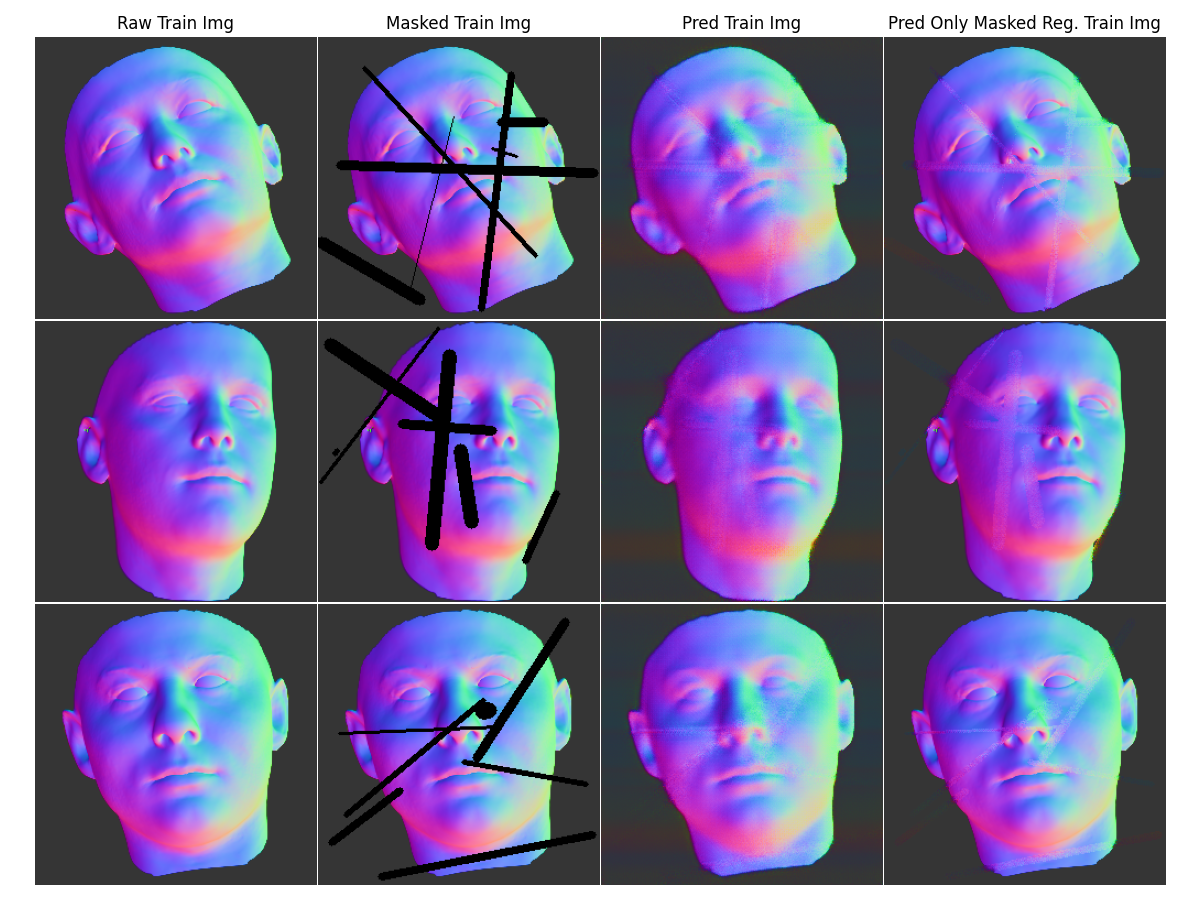 Raw Train Img
Masked Train Img
Pred Train Img
Pred Only Masked Reg. Train Img